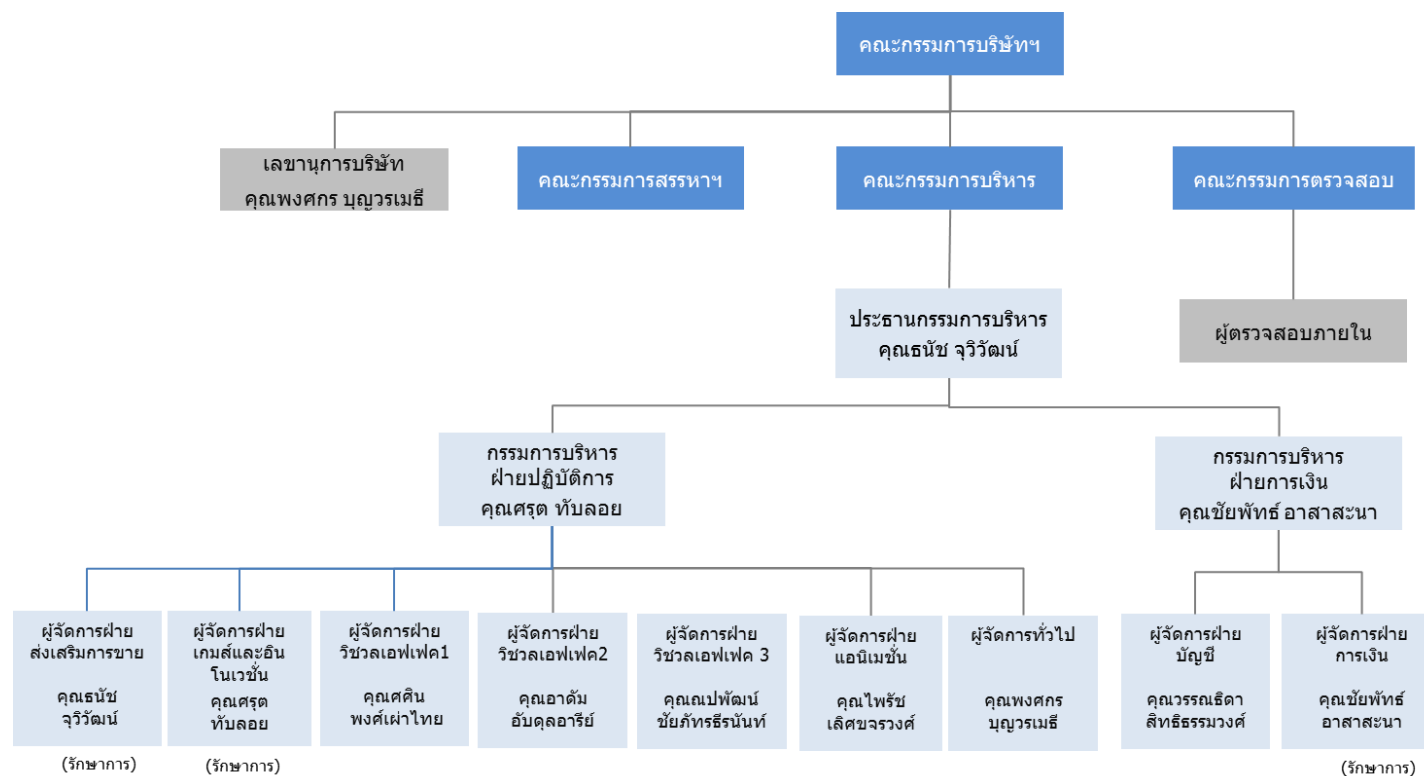 คณะกรรมการบริษัทฯ
เลขานุการบริษัท
คุณพงศกร บุญวรเมธี
คณะกรรมการสรรหาฯ
คณะกรรมการบริหาร
คณะกรรมการตรวจสอบ
ประธานกรรมการบริหาร
คุณธนัช จุวิวัฒน์
ผู้ตรวจสอบภายใน
กรรมการบริหาร
ฝ่ายปฏิบัติการ
คุณศรุต ทับลอย
กรรมการบริหาร
ฝ่ายการเงิน
คุณชัยพัทธ์ อาสาสะนา
ผู้จัดการฝ่าย
ส่งเสริมการขาย
คุณธนัช
จุวิวัฒน์
(รักษาการ)
ผู้จัดการฝ่าย
เกมส์และอิน
โนเวชั่น
คุณศรุต
ทับลอย
(รักษาการ)
ผู้จัดการฝ่าย
วิชวลเอฟเฟค1
คุณศศิน
พงศ์เผ่าไทย
ผู้จัดการฝ่าย
วิชวลเอฟเฟค2
คุณอาดัม
อับดุลอารีย์
ผู้จัดการฝ่าย
วิชวลเอฟเฟค 3
คุณณปพัฒน์
ชัยภัทรธีรนันท์
ผู้จัดการฝ่าย
แอนิเมชั่น
คุณไพรัช
เลิศขจรวงศ์
ผู้จัดการทั่วไป
คุณพงศกร
บุญวรเมธี
ผู้จัดการฝ่าย
บัญชี
คุณวรรณธิดา
สิทธิธรรมวงศ์
ผู้จัดการฝ่าย
การเงิน
คุณชัยพัทธ์
อาสาสะนา
(รักษาการ)